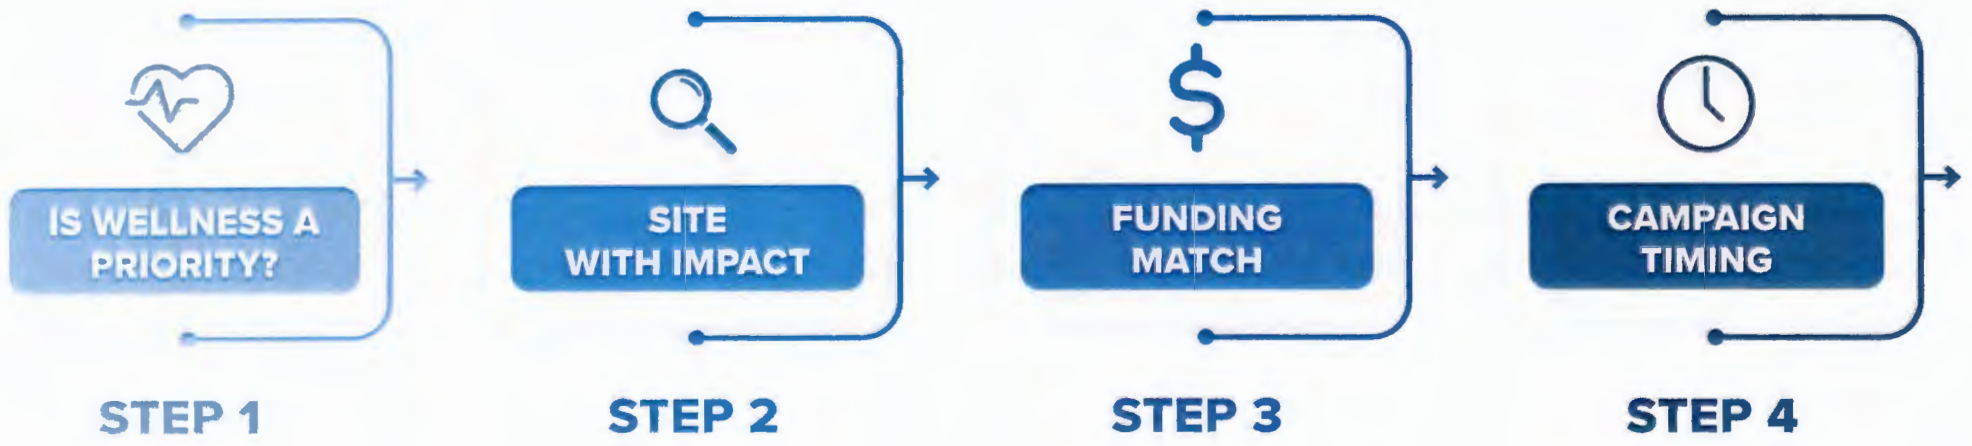 IS WELLNESS A
PRIORITY?
SITE
WITH IMPACT
FUNDING
MATCH
CAMPAIGN
TIMING
STEP 1
STEP 2
STEP 3
STEP 4